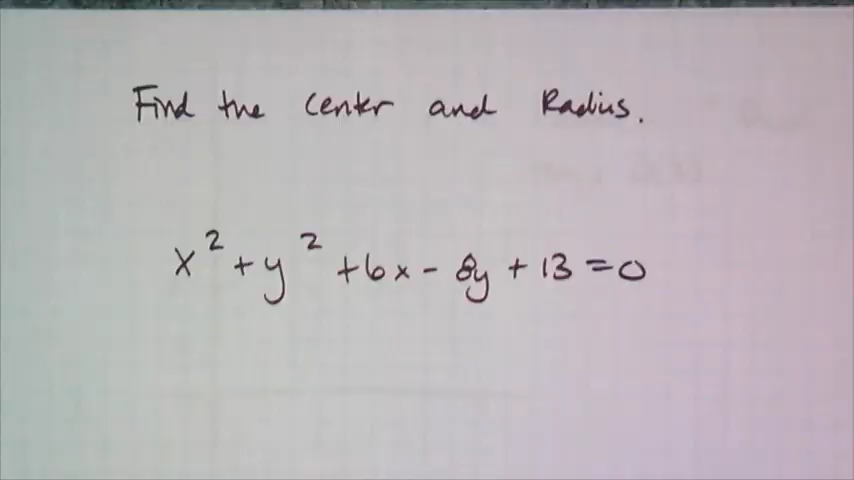 Find the Center and Radius.
x² + y² + 6x - 8y + 13 = 0